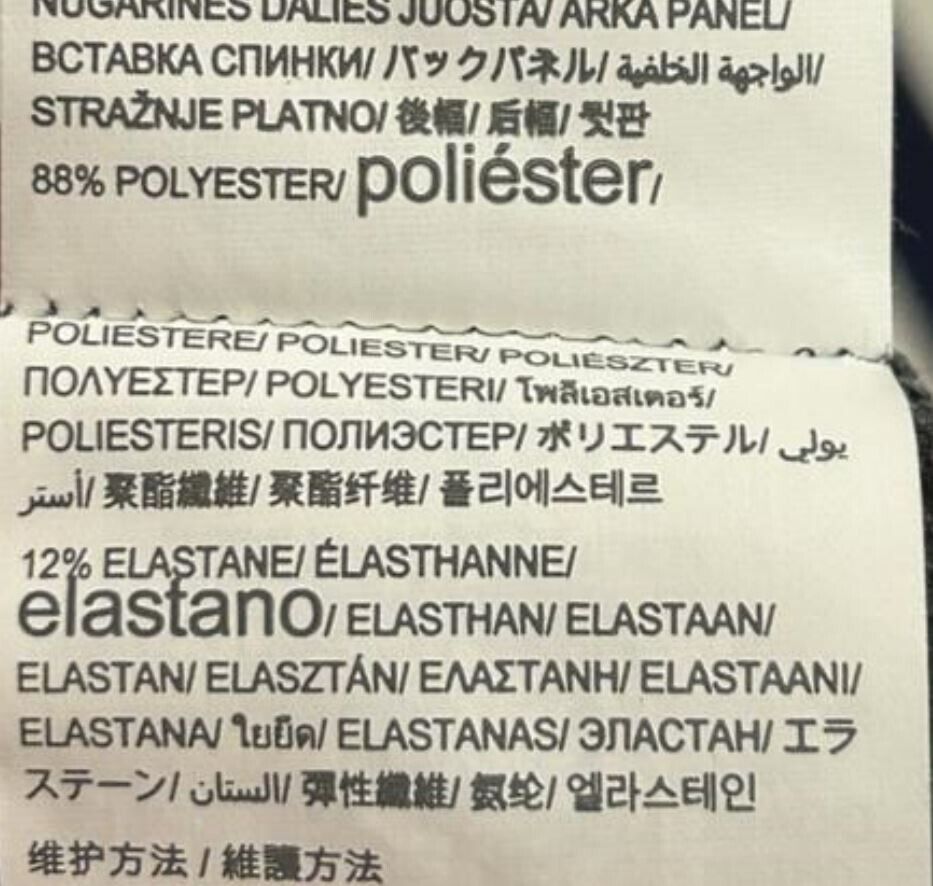 NUGARINĖS DALIES JUOSTA/ ARKA PANEL/
ВСТАВКА СПИНКИ/ バックパネル/ الواجهة الخلفية/
STRAŽNJE PLATNO/ 後幅/ 后幅/ 뒷판
88% POLYESTER/ poliéster/
POLIESTERE/ POLIESTER/ POLIÉSZTER/
ΠΟΛΥΕΣΤΕΡ/ POLYESTERI/ โพลีเอสเตอร์/
POLIESTERIS/ ПОЛИЭСТЕР/ ポリエステル/ بولي
أستر/ 聚酯纖維/ 聚酯纤维/ 폴리에스테르
12% ELASTANE/ ÉLASTHANNE/
elastano/ ELASTHAN/ ELASTAAN/
ELASTAN/ ELASZTÁN/ ΕΛΑΣΤΑΝΗ/ ELASTAANI/
ELASTANA/ ใยยืด/ ELASTANAS/ ЭЛАСТАН/ エラ
ステーン/ الستان/ 彈性纖維/ 氨纶/ 엘라스테인
维护方法 / 維護方法